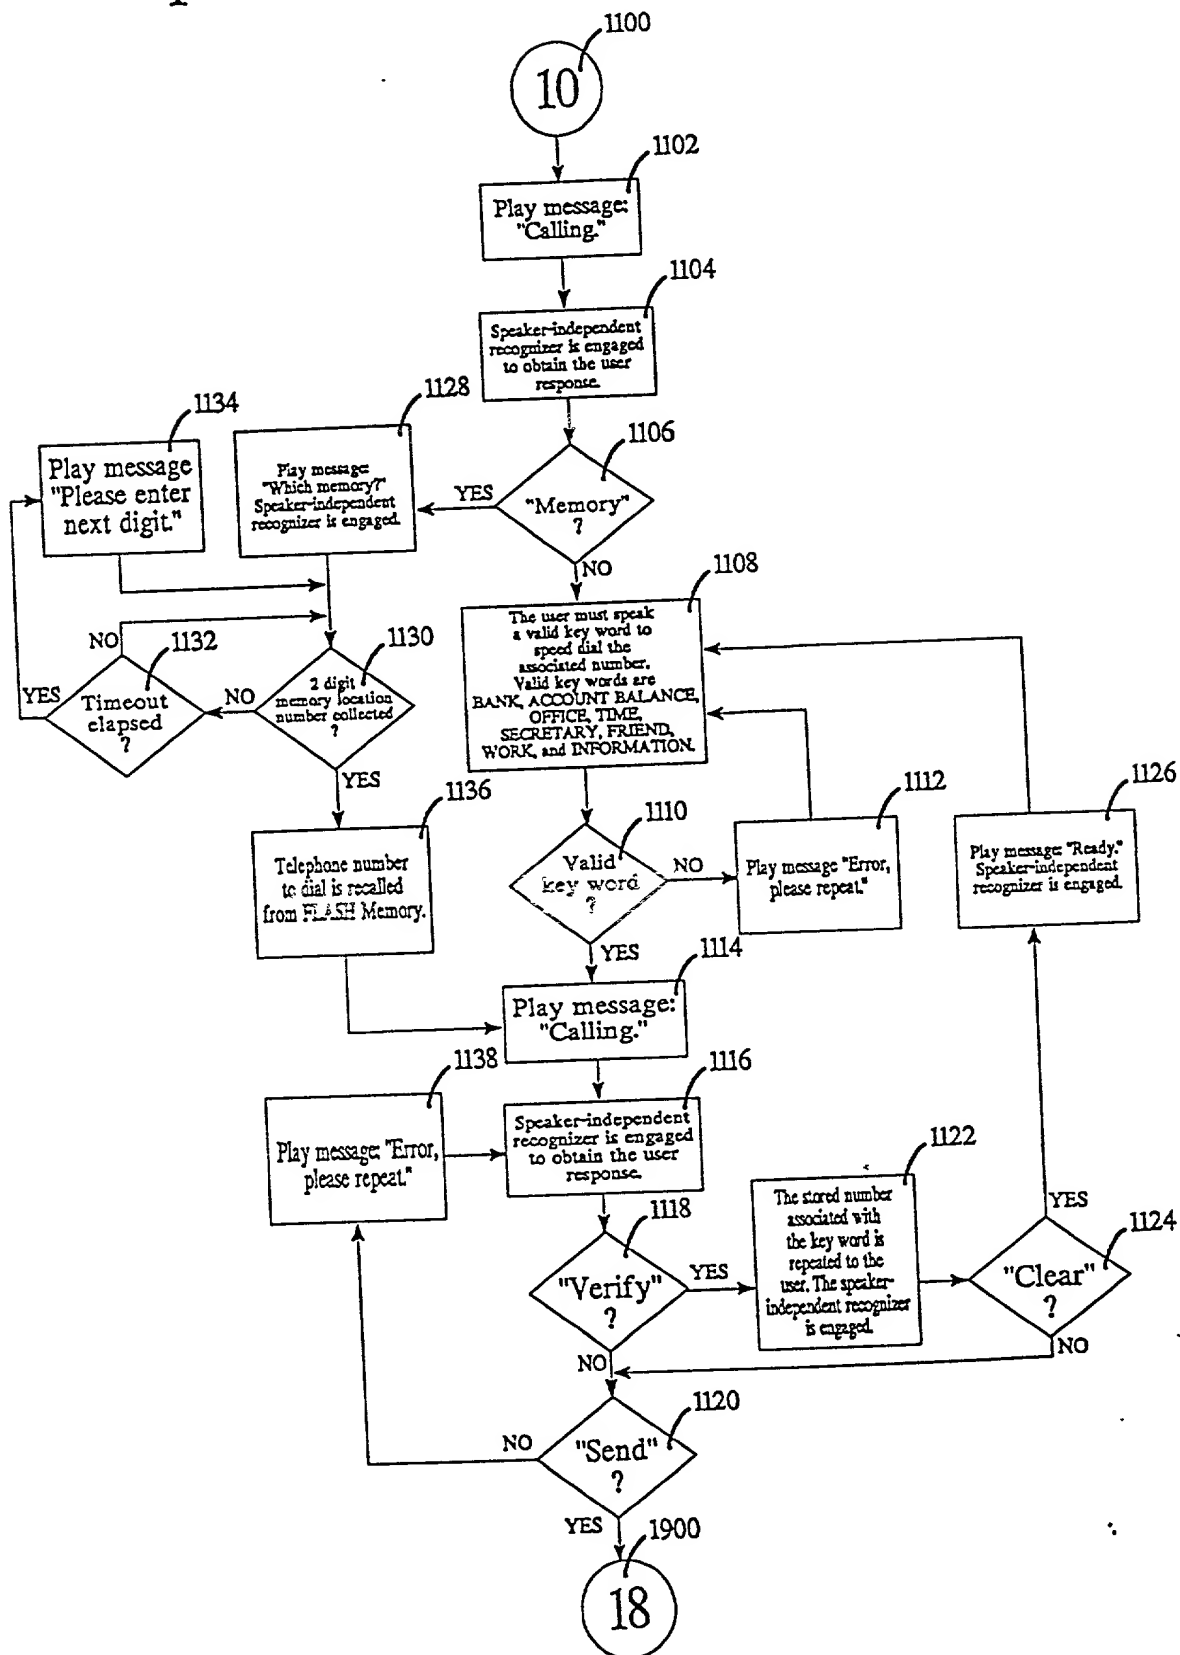 1100
10
1102
Play message:
"Calling."
1104
Speaker-independent
recognizer is engaged
to obtain the user
response.
1134
Play message
"Please enter
next digit."
1128
Play message:
"Which memory?"
Speaker-independent
recognizer is engaged.
1106
YES
"Memory"
?
NO
1108
The user must speak
a valid key word to
speed dial the
associated number.
Valid key words are
BANK, ACCOUNT BALANCE,
OFFICE, TIME,
SECRETARY, FRIEND,
WORK, and INFORMATION.
NO
1132
YES
Timeout
elapsed
?
NO
1130
2 digit
memory location
number collected
?
YES
1136
Telephone number
to dial is recalled
from FLASH Memory.
1110
Valid
key word
?
NO
YES
1112
Play message "Error,
please repeat."
1126
Play message: "Ready."
Speaker-independent
recognizer is engaged.
1114
Play message:
"Calling."
1138
Play message: "Error,
please repeat."
1116
Speaker-independent
recognizer is engaged
to obtain the user
response.
1118
"Verify"
?
YES
NO
1122
The stored number
associated with
the key word is
repeated to the
user. The speaker-
independent recognizer
is engaged.
YES
1124
"Clear"
?
NO
1120
NO
"Send"
?
YES
1900
18